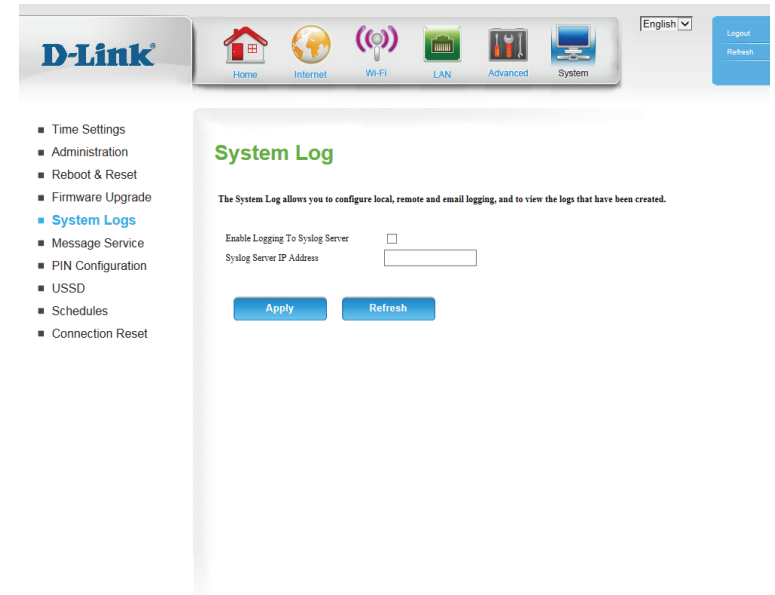 D-Link
Home
Internet
Wi-Fi
LAN
Advanced
System
English
Logout
Refresh
Time Settings
Administration
Reboot & Reset
Firmware Upgrade
System Logs
Message Service
PIN Configuration
USSD
Schedules
Connection Reset
System Log
The System Log allows you to configure local, remote and email logging, and to view the logs that have been created.
Enable Logging To Syslog Server
Syslog Server IP Address
Apply
Refresh